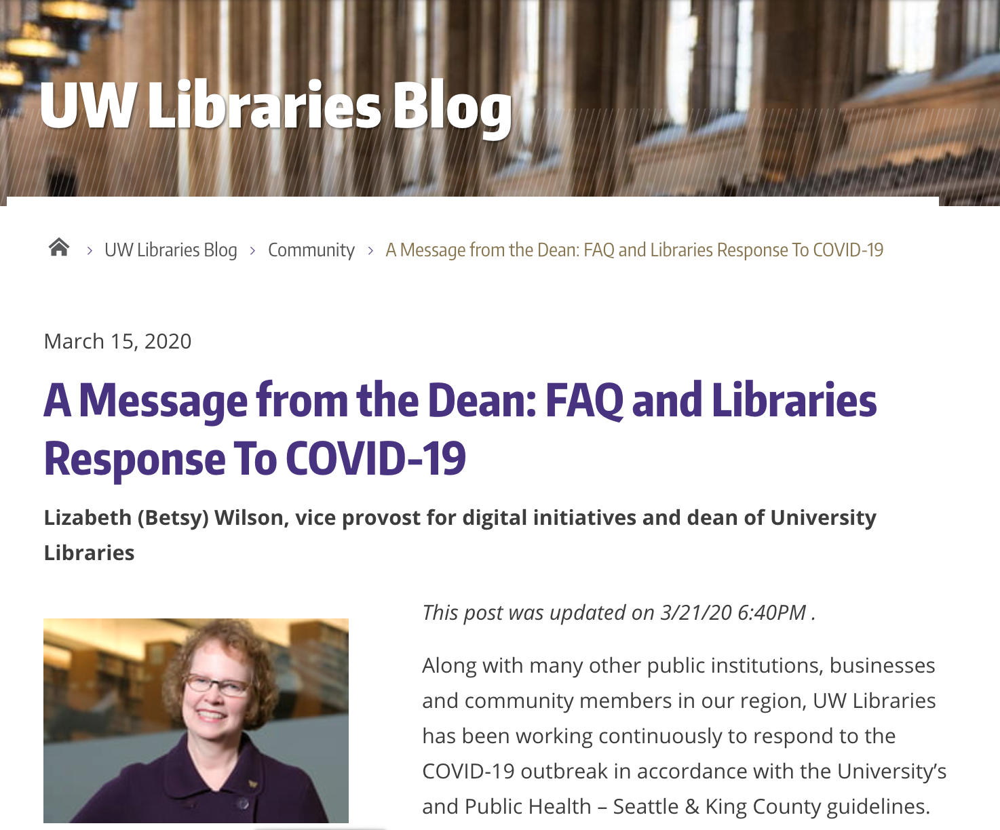 UW Libraries Blog
UW Libraries Blog > Community > A Message from the Dean: FAQ and Libraries Response To COVID-19
March 15, 2020
A Message from the Dean: FAQ and Libraries
Response To COVID-19
Lizabeth (Betsy) Wilson, vice provost for digital initiatives and dean of University
Libraries
This post was updated on 3/21/20 6:40PM .
Along with many other public institutions, businesses
and community members in our region, UW Libraries
has been working continuously to respond to the
COVID-19 outbreak in accordance with the University’s
and Public Health – Seattle & King County guidelines.